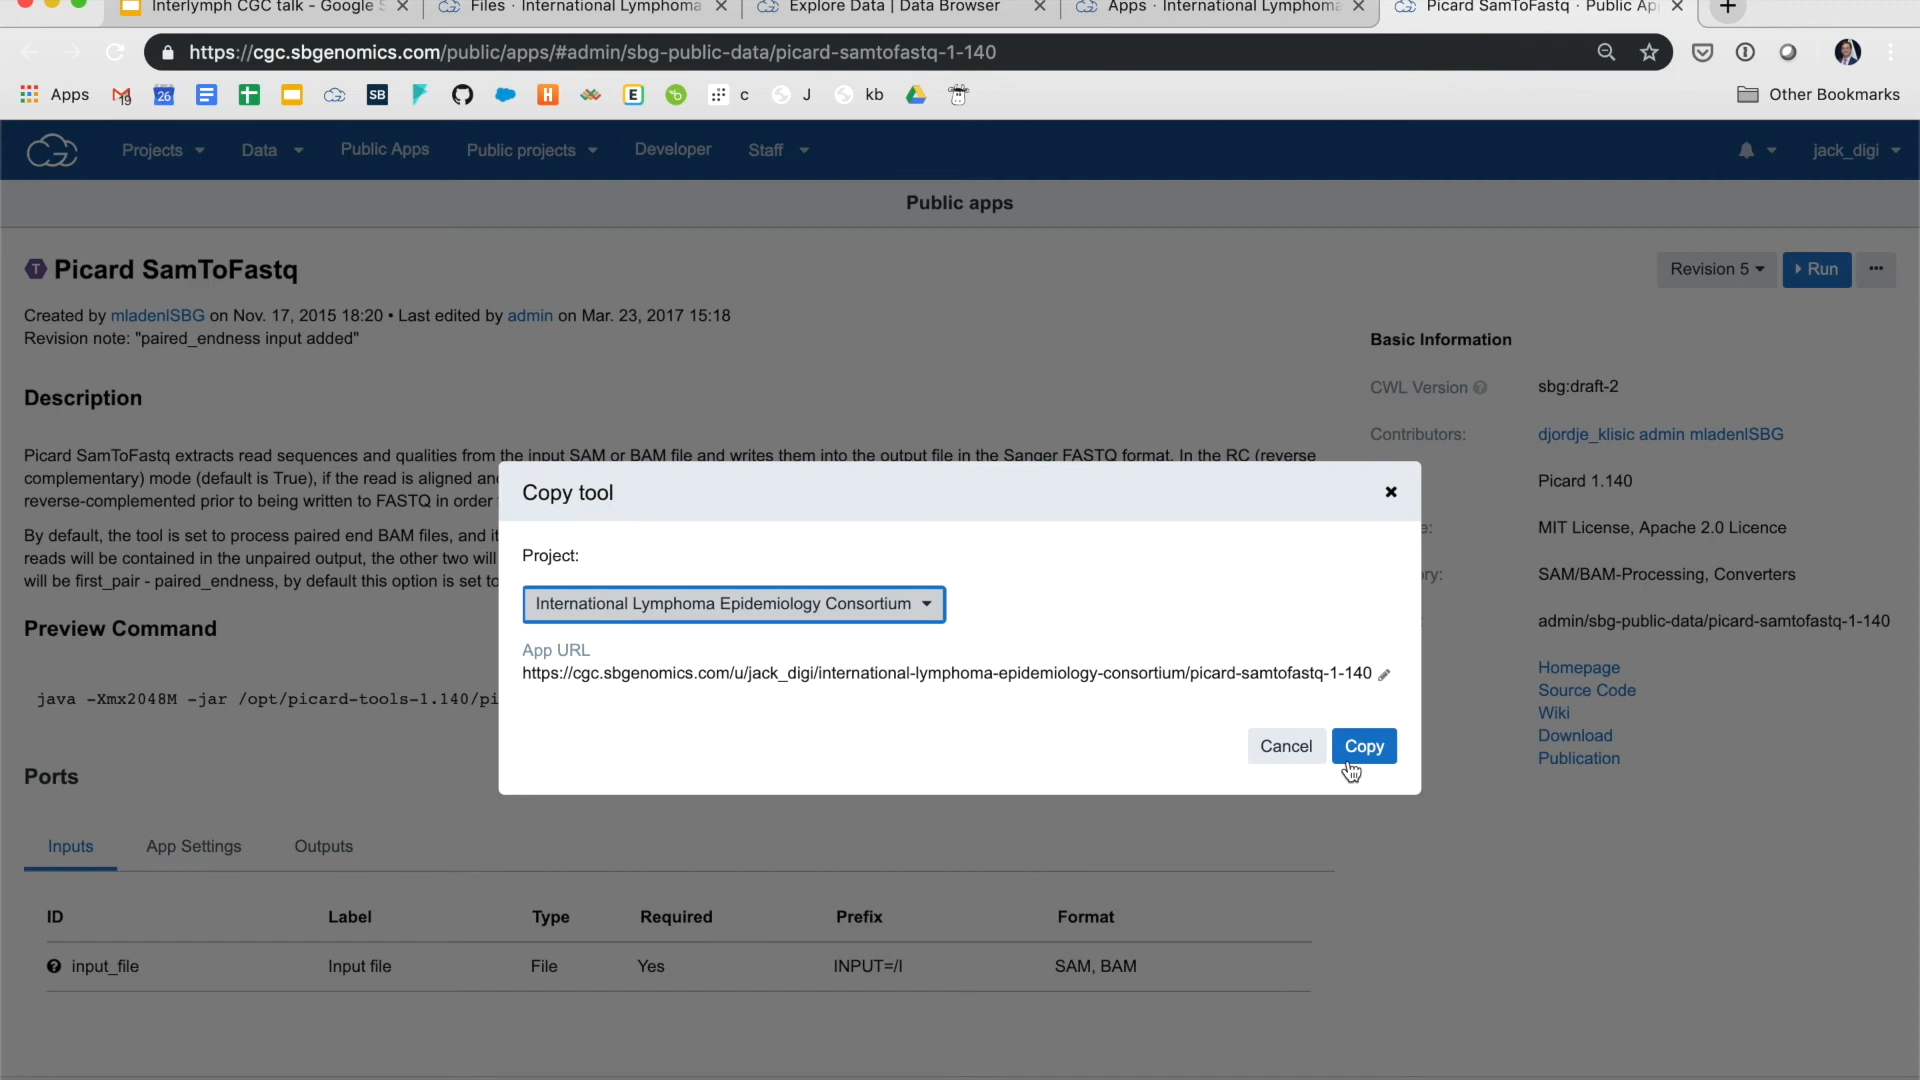 Interlymph CGC talk - Google S
Files · International Lymphoma
Explore Data | Data Browser
Apps · International Lymphoma
Picard SamToFastq · Public Ap
https://cgc.sbgenomics.com/public/apps/#admin/sbg-public-data/picard-samtofastq-1-140
Apps
19
26
SB
H
E
c
J
kb
Other Bookmarks
Projects
Data
Public Apps
Public projects
Developer
Staff
jack_digi
Public apps
T
Picard SamToFastq
Revision 5
Run
Created by mladenlSBG on Nov. 17, 2015 18:20 • Last edited by admin on Mar. 23, 2017 15:18
Revision note: "paired_endness input added"
Description
Picard SamToFastq extracts read sequences and qualities from the input SAM or BAM file and writes them into the output file in the Sanger FASTQ format. In the RC (reverse
complementary) mode (default is True), if the read is aligned an
reverse-complemented prior to being written to FASTQ in order
By default, the tool is set to process paired end BAM files, and i
reads will be contained in the unpaired output, the other two will
will be first_pair - paired_endness, by default this option is set to
Preview Command
java -Xmx2048M -jar /opt/picard-tools-1.140/pi
Ports
Inputs
App Settings
Outputs
ID Label Type Required Prefix Format
input_file Input file File Yes INPUT=/I SAM, BAM
Basic Information
CWL Version sbg:draft-2
Contributors: djordje_klisic admin mladenlSBG
Picard 1.140
e: MIT License, Apache 2.0 Licence
ry: SAM/BAM-Processing, Converters
admin/sbg-public-data/picard-samtofastq-1-140
Homepage
Source Code
Wiki
Download
Publication
Copy tool
Project:
International Lymphoma Epidemiology Consortium
App URL
https://cgc.sbgenomics.com/u/jack_digi/international-lymphoma-epidemiology-consortium/picard-samtofastq-1-140
Cancel
Copy